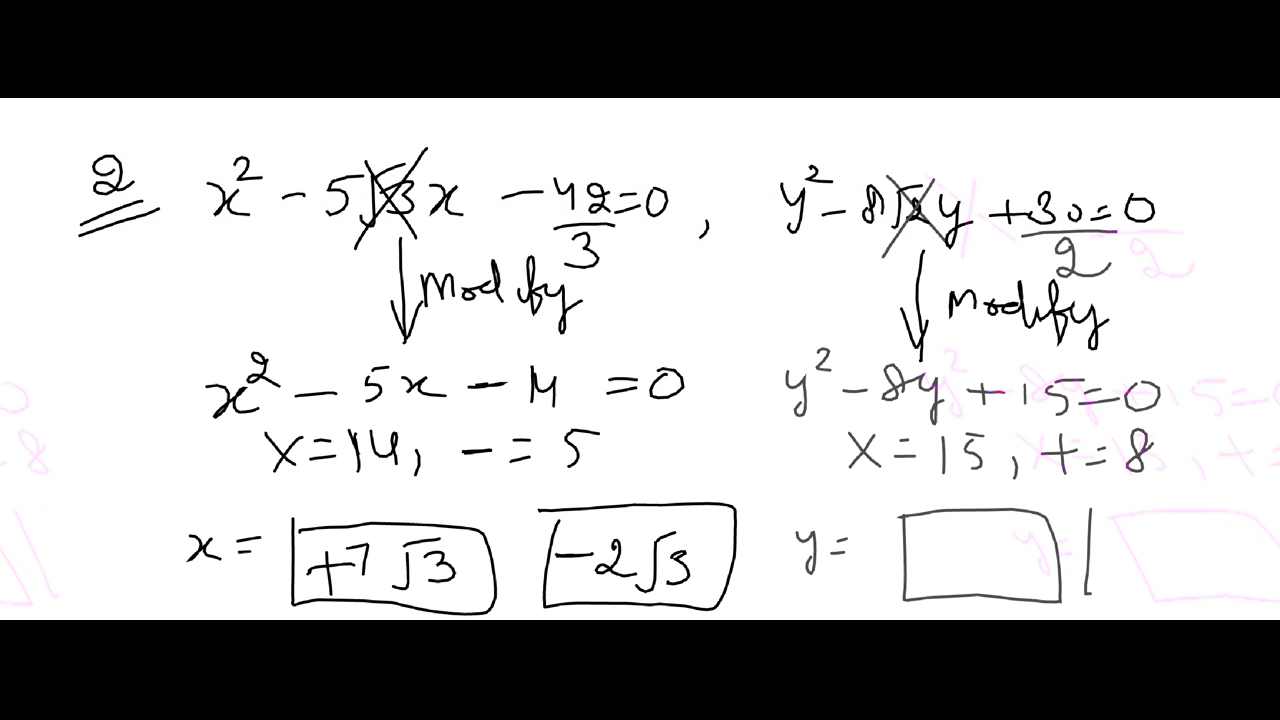 2 x² - 5√3x - 42/3 = 0 , y² - 8√2y + 30/2 = 0
Modify Modify
x² - 5x - 14 = 0 y² - 8y + 15 = 0
x = 14, - = 5 x = 15, + = 8
x = +7√3 -2√3 y =